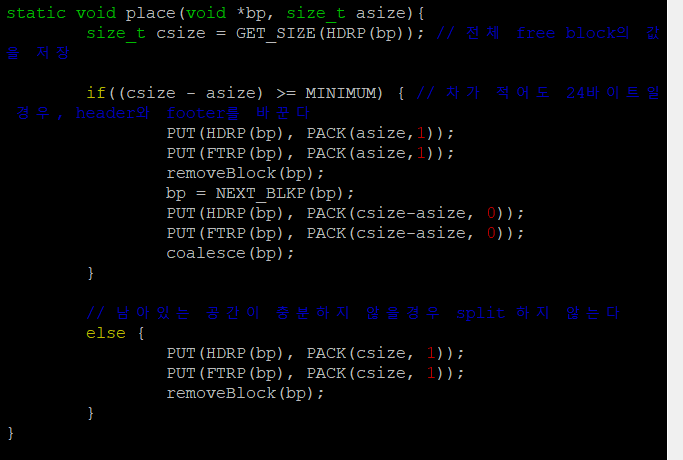 static void place(void *bp, size_t asize){
size_t csize = GET_SIZE(HDRP(bp)); // 전체 free block의 값
을 저장
if((csize - asize) >= MINIMUM) { // 차가 적어도 24바이트일
경우, header와 footer를 바꾼다
PUT(HDRP(bp), PACK(asize,1));
PUT(FTRP(bp), PACK(asize,1));
removeBlock(bp);
bp = NEXT_BLKP(bp);
PUT(HDRP(bp), PACK(csize-asize, 0));
PUT(FTRP(bp), PACK(csize-asize, 0));
coalesce(bp);
}
// 남아있는 공간이 충분하지 않을경우 split 하지 않는다
else {
PUT(HDRP(bp), PACK(csize, 1));
PUT(FTRP(bp), PACK(csize, 1));
removeBlock(bp);
}
}